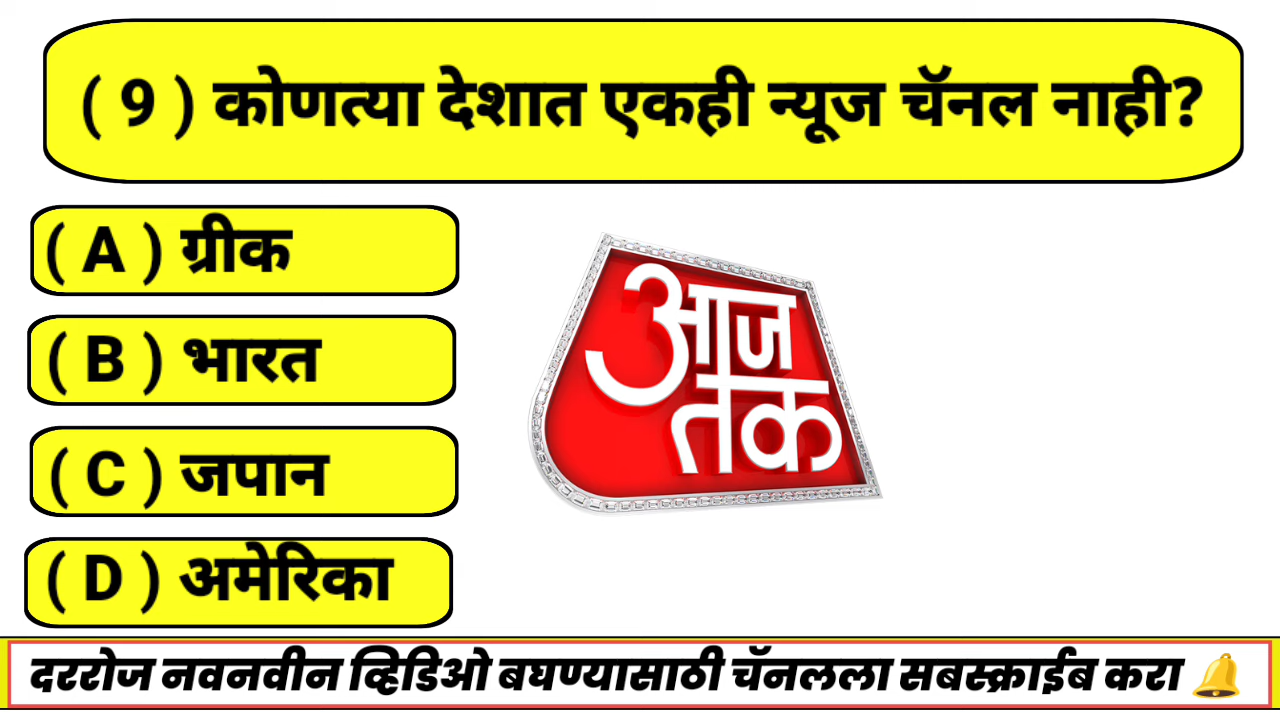 ( 9 ) कोणत्या देशात एकही न्यूज चॅनल नाही?
( A ) ग्रीक
( B ) भारत
( C ) जपान
( D ) अमेरिका
आज
तक
दररोज नवनवीन व्हिडिओ बघण्यासाठी चॅनलला सबस्क्राईब करा 🔔